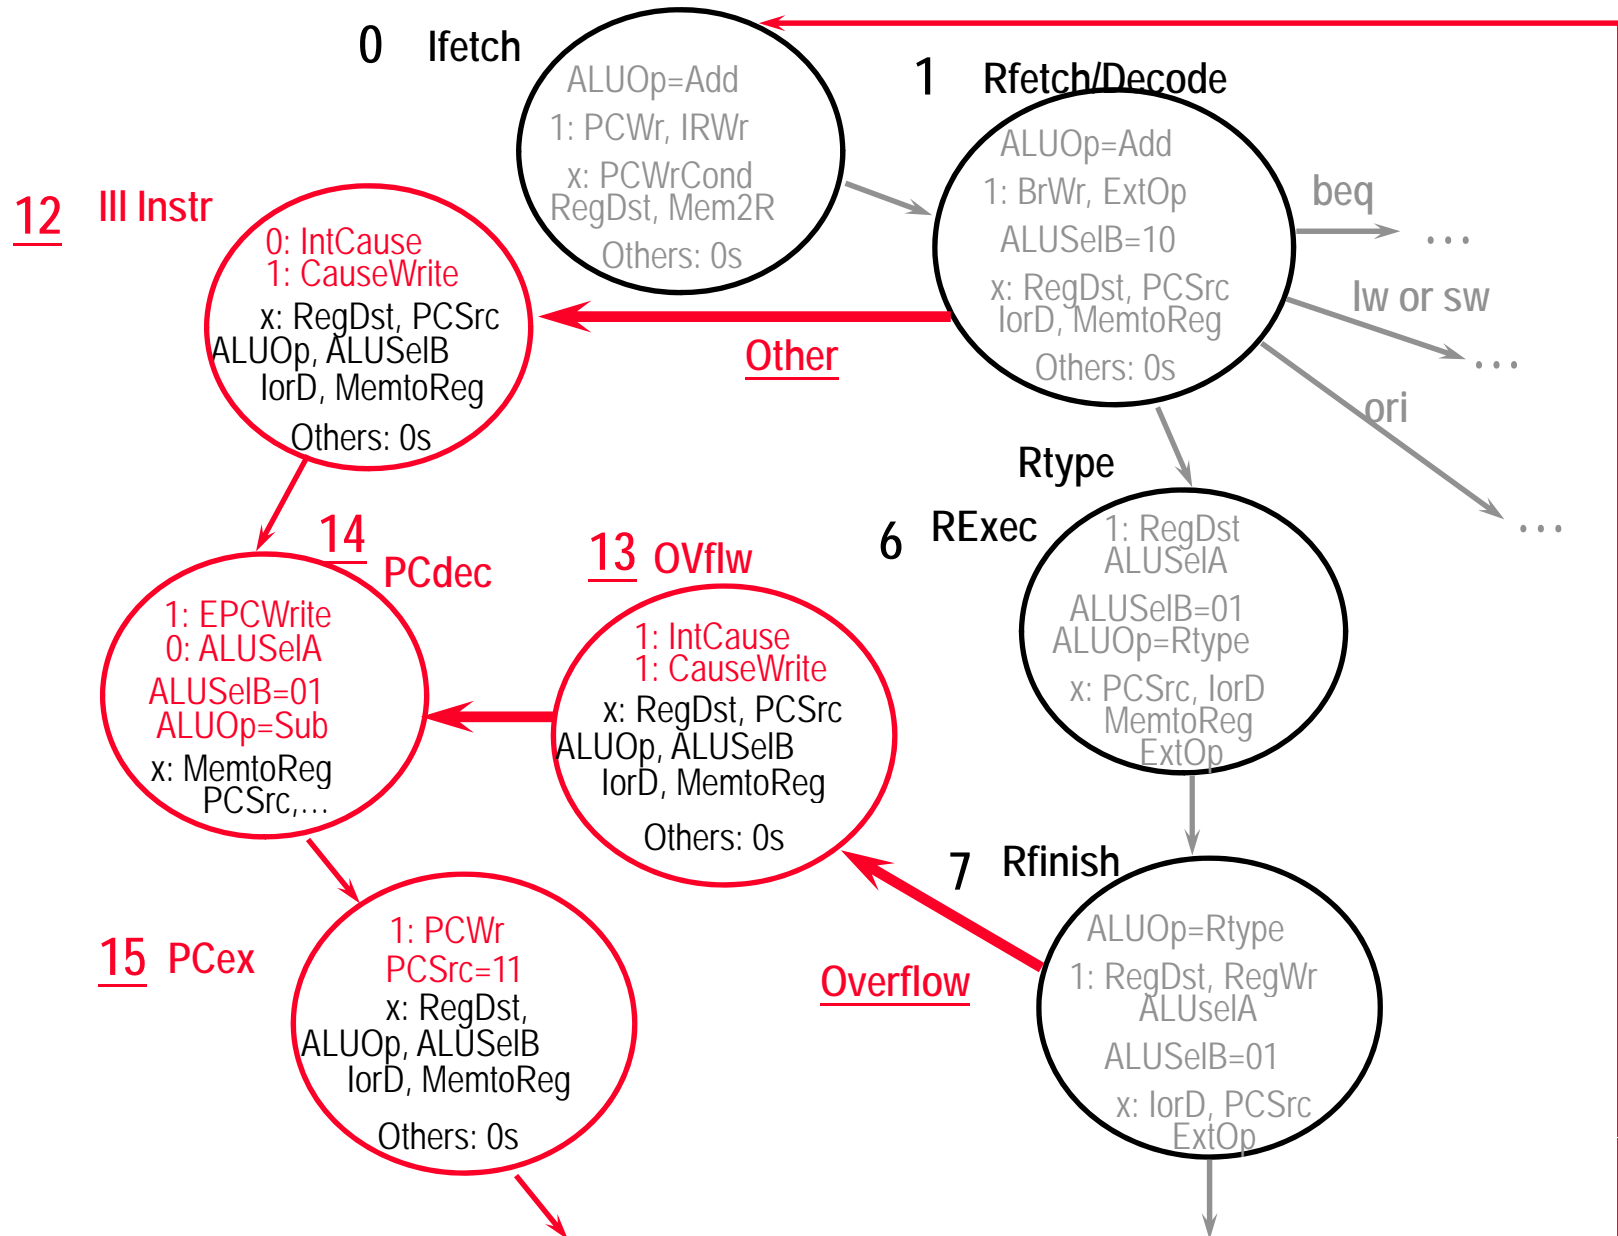 0 Ifetch
ALUOp=Add
1: PCWr, IRWr
x: PCWrCond
RegDst, Mem2R
Others: 0s
1 Rfetch/Decode
ALUOp=Add
1: BrWr, ExtOp
ALUSelB=10
x: RegDst, PCSrc
IorD, MemtoReg
Others: 0s
beq
...
lw or sw
...
ori
...
Other
12 Ill Instr
0: IntCause
1: CauseWrite
x: RegDst, PCSrc
ALUOp, ALUSelB
IorD, MemtoReg
Others: 0s
Rtype
6 RExec
1: RegDst
ALUSelA
ALUSelB=01
ALUOp=Rtype
x: PCSrc, IorD
MemtoReg
ExtOp
14 PCdec
1: EPCWrite
0: ALUSelA
ALUSelB=01
ALUOp=Sub
x: MemtoReg
PCSrc,...
13 OVflw
1: IntCause
1: CauseWrite
x: RegDst, PCSrc
ALUOp, ALUSelB
IorD, MemtoReg
Others: 0s
7 Rfinish
ALUOp=Rtype
1: RegDst, RegWr
ALUselA
ALUSelB=01
x: IorD, PCSrc
ExtOp
Overflow
15 PCex
1: PCWr
PCSrc=11
x: RegDst,
ALUOp, ALUSelB
IorD, MemtoReg
Others: 0s